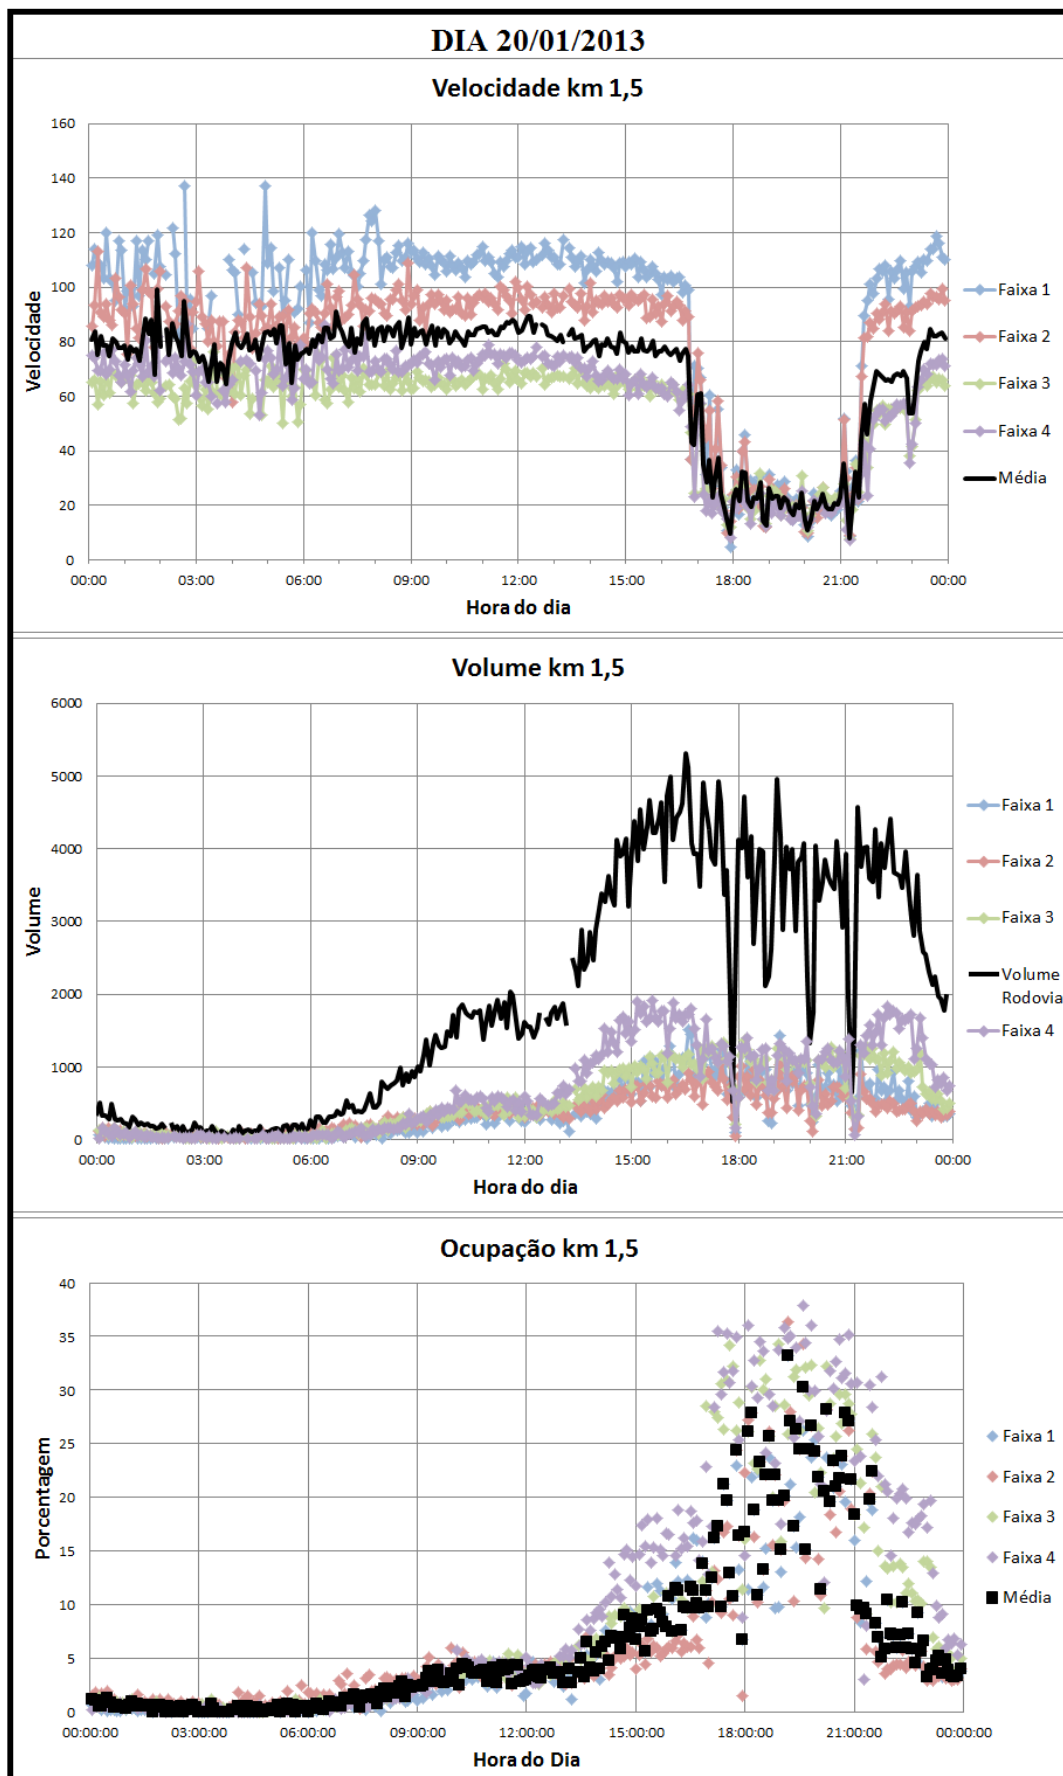 DIA 20/01/2013
Velocidade km 1,5
160
140
120
100
80
60
40
20
0
Velocidade
00:00 03:00 06:00 09:00 12:00 15:00 18:00 21:00 00:00
Hora do dia
Faixa 1
Faixa 2
Faixa 3
Faixa 4
Média
Volume km 1,5
6000
5000
4000
3000
2000
1000
0
Volume
00:00 03:00 06:00 09:00 12:00 15:00 18:00 21:00 00:00
Hora do dia
Faixa 1
Faixa 2
Faixa 3
Volume
Rodovia
Faixa 4
Ocupação km 1,5
40
35
30
25
20
15
10
5
0
Porcentagem
00:00:00 03:00:00 06:00:00 09:00:00 12:00:00 15:00:00 18:00:00 21:00:00 00:00:00
Hora do Dia
Faixa 1
Faixa 2
Faixa 3
Faixa 4
Média